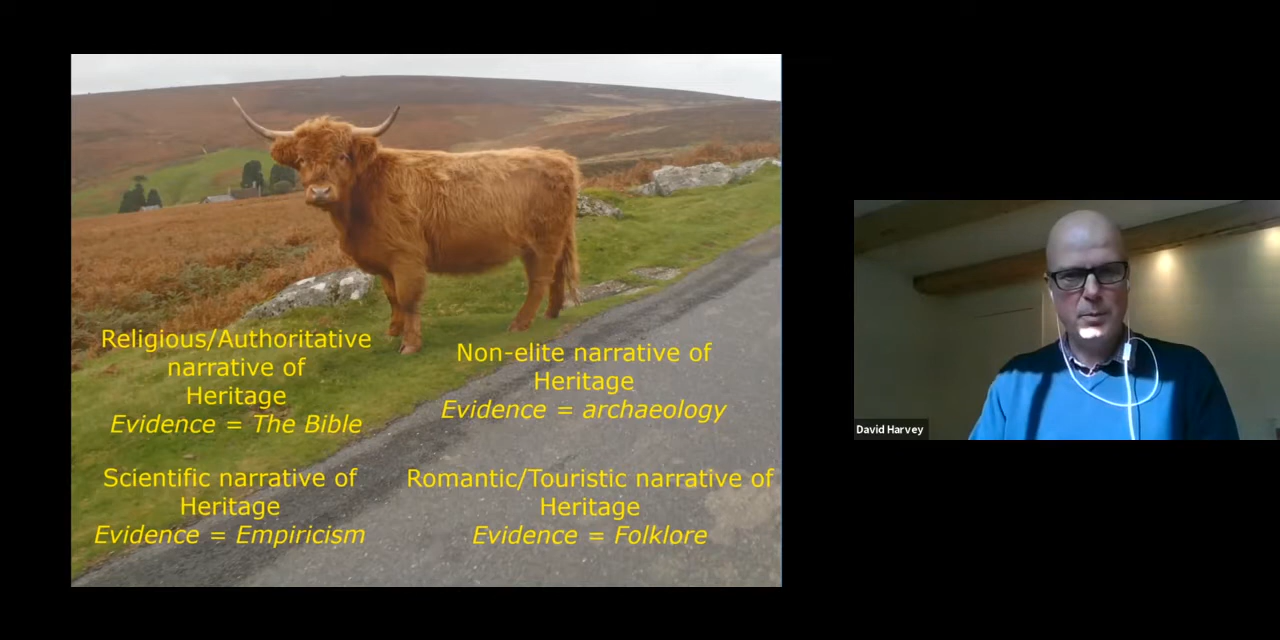 Religious/Authoritative
narrative of
Heritage
Evidence = The Bible
Non-elite narrative of
Heritage
Evidence = archaeology
Scientific narrative of
Heritage
Evidence = Empiricism
Romantic/Touristic narrative of
Heritage
Evidence = Folklore
David Harvey